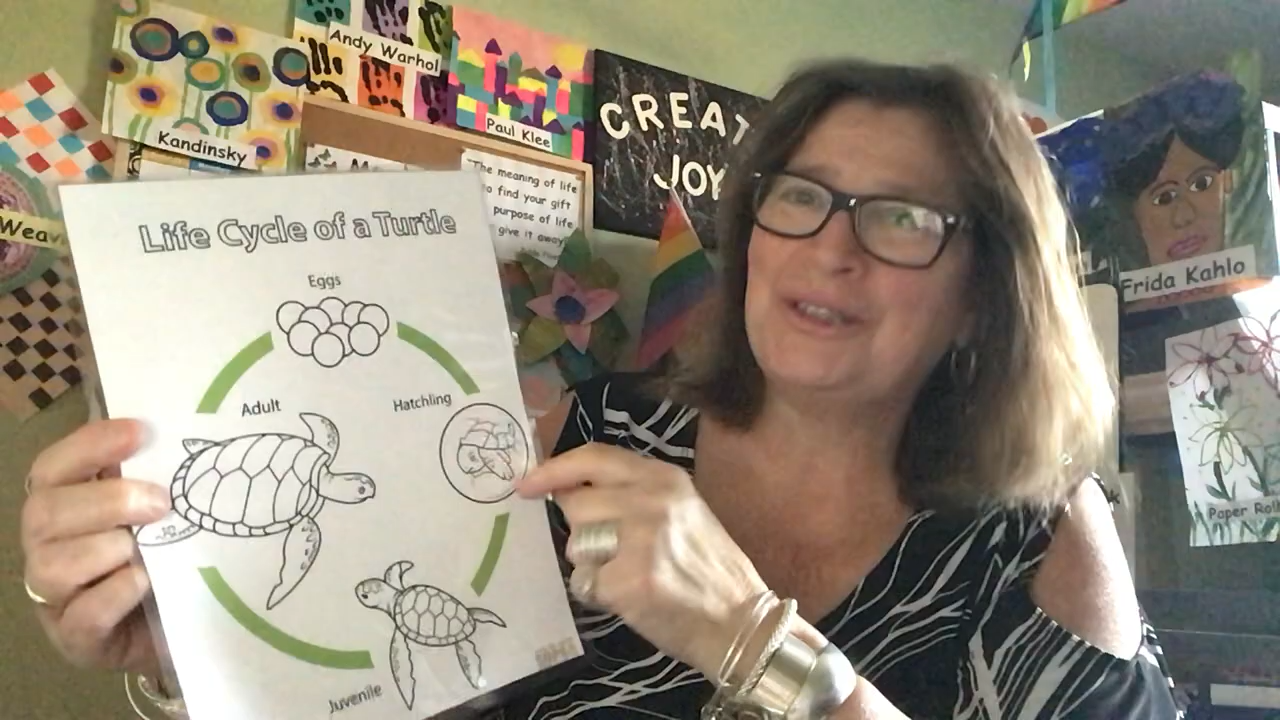 Andy Warhol
Kandinsky
Paul Klee
CREAT
JOY
"The meaning of life
to find your gift
purpose of life
give it away
Weav
Frida Kahlo
Paper Roll
Life Cycle of a Turtle
Eggs
Adult
Hatchling
Juvenile